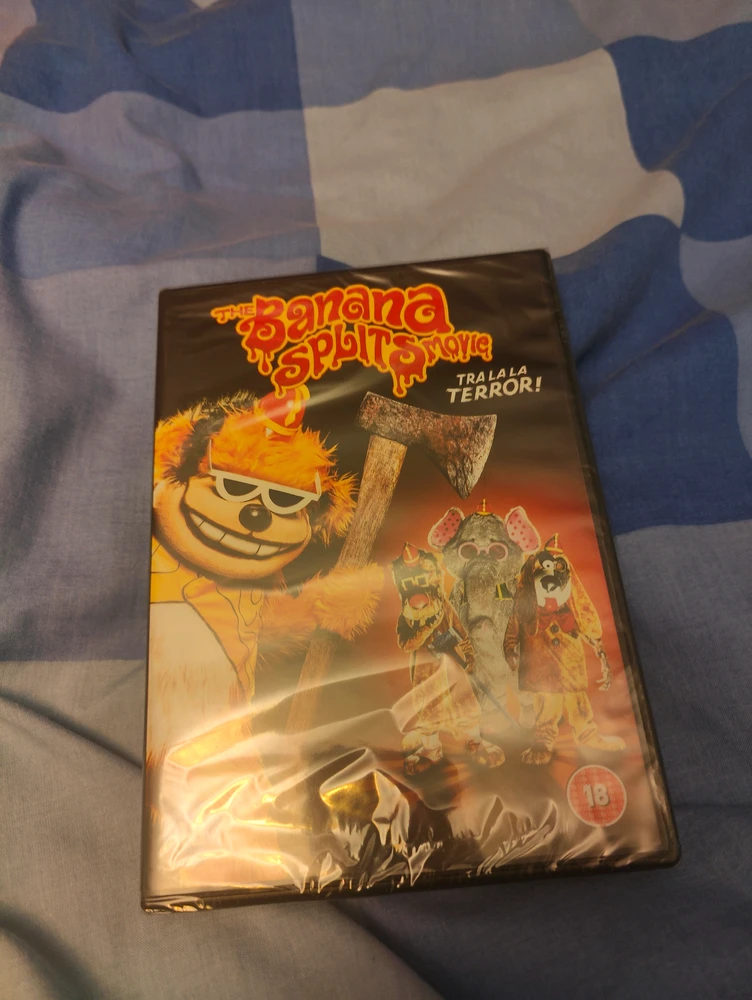 THE Banana
SPLITS MOVIE
TRA LA LA
TERROR!
18